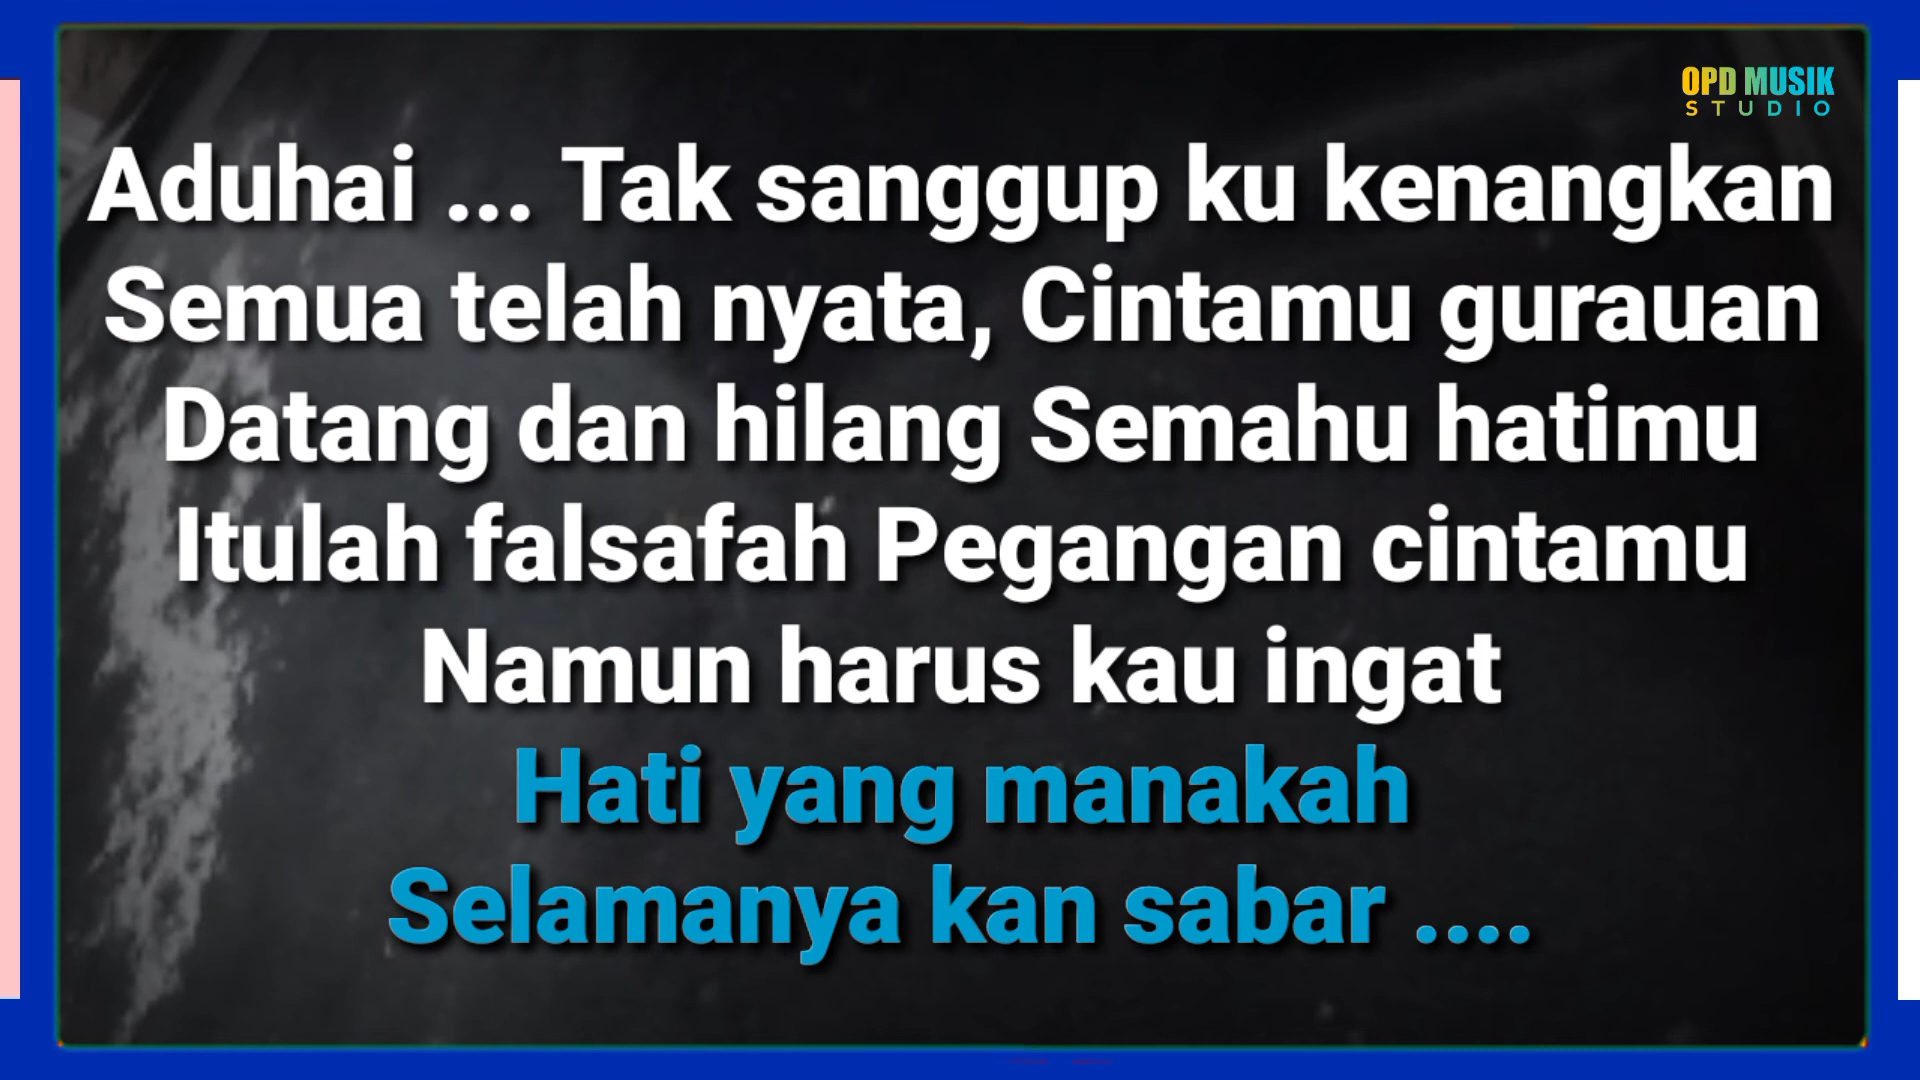 OPD MUSIK
STUDIO
Aduhai ... Tak sanggup ku kenangkan
Semua telah nyata, Cintamu gurauan
Datang dan hilang Semahu hatimu
Itulah falsafah Pegangan cintamu
Namun harus kau ingat
Hati yang manakah
Selamanya kan sabar ....